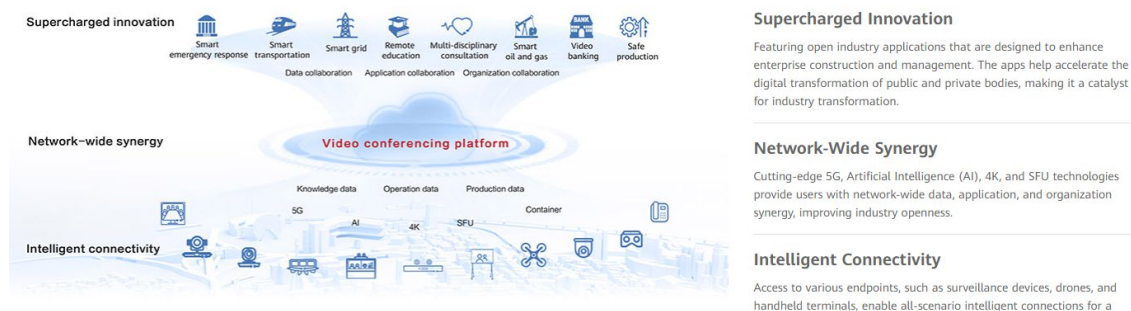 Supercharged innovation
Smart
emergency response
Smart
transportation
Smart grid
Remote
education
Multi-disciplinary
consultation
Smart
oil and gas
BANK
Video
banking
Safe
production
Data collaboration Application collaboration Organization collaboration
Network-wide synergy
Video conferencing platform
Knowledge data Operation data Production data
5G
AI
4K
SFU
Container
Intelligent connectivity
Supercharged Innovation
Featuring open industry applications that are designed to enhance
enterprise construction and management. The apps help accelerate the
digital transformation of public and private bodies, making it a catalyst
for industry transformation.
Network-Wide Synergy
Cutting-edge 5G, Artificial Intelligence (AI), 4K, and SFU technologies
provide users with network-wide data, application, and organization
synergy, improving industry openness.
Intelligent Connectivity
Access to various endpoints, such as surveillance devices, drones, and
handheld terminals, enable all-scenario intelligent connections for a